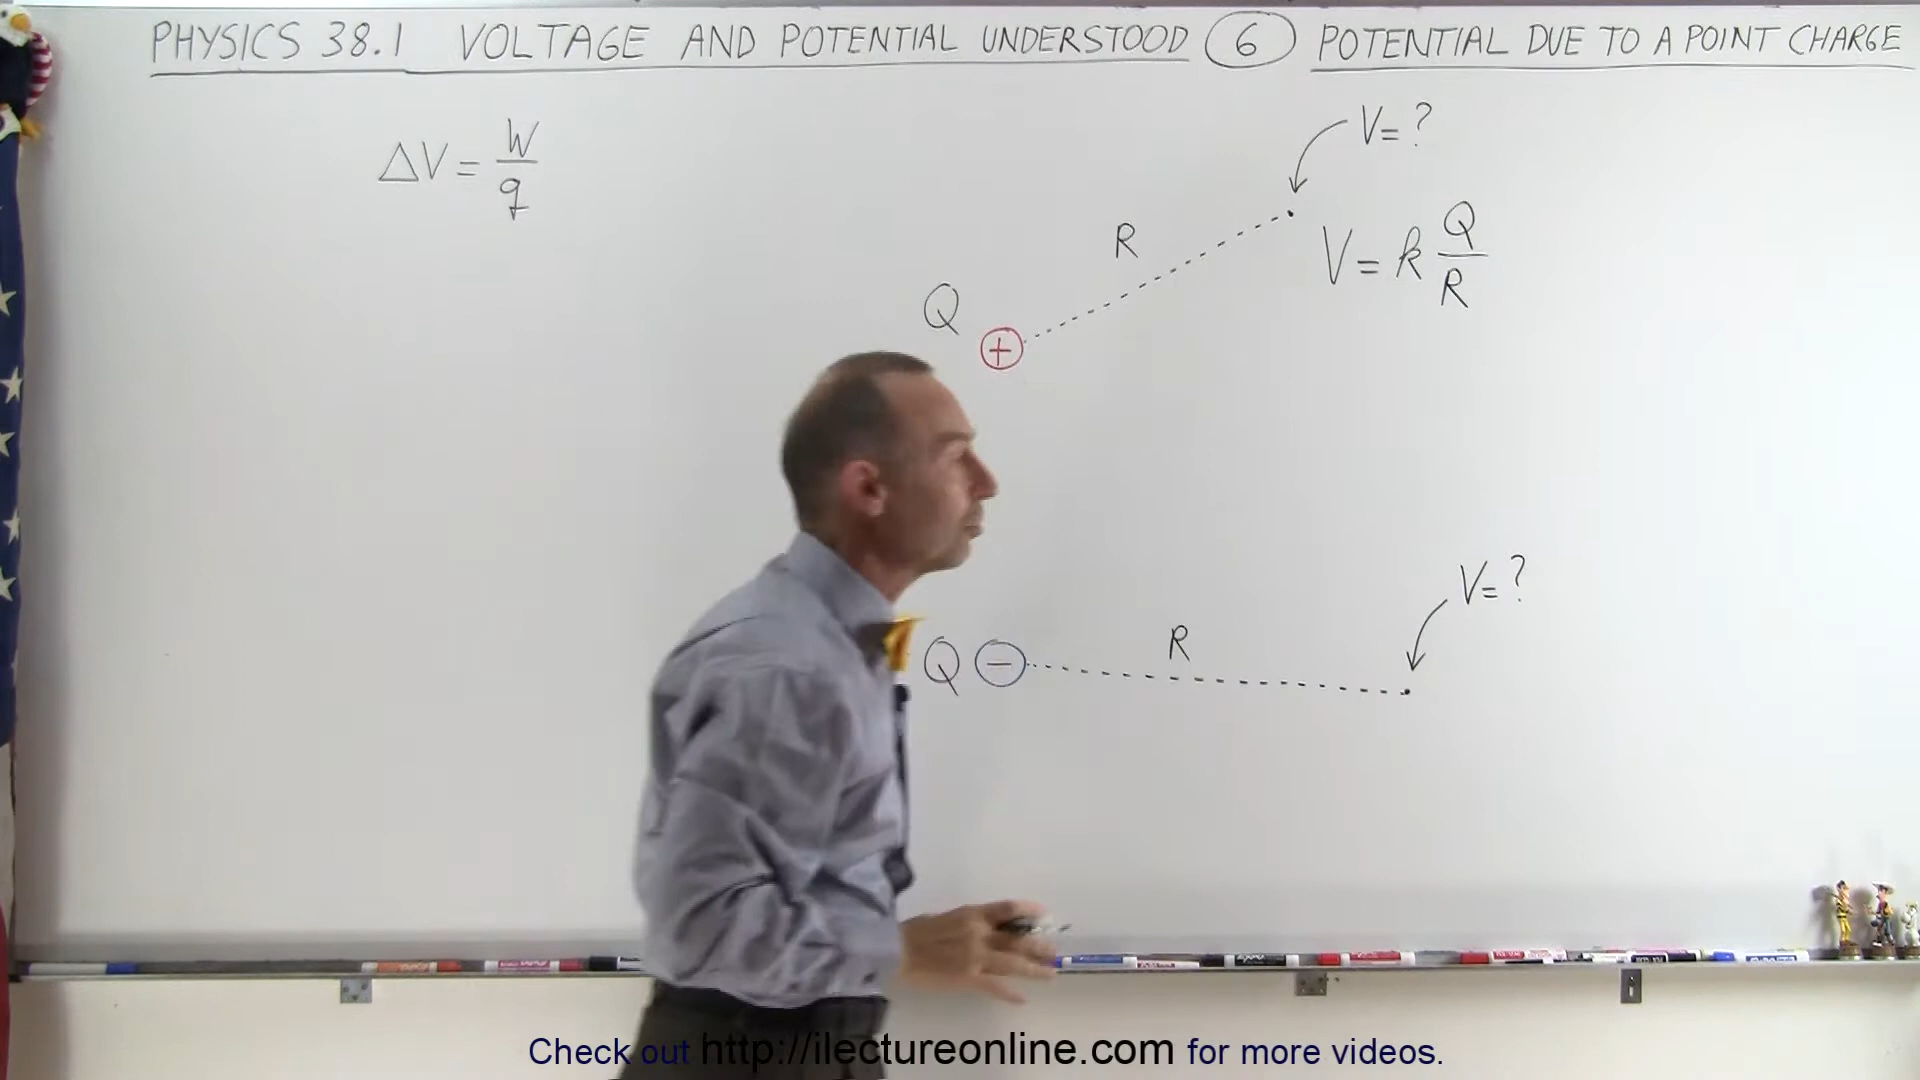 PHYSICS 38.1 VOLTAGE AND POTENTIAL UNDERSTOOD 6 POTENTIAL DUE TO A POINT CHARGE
ΔV = W/q
V = ?
R
V = k Q/R
Q
+
V = ?
R
Q −
Check out http://ilectureonline.com for more videos.